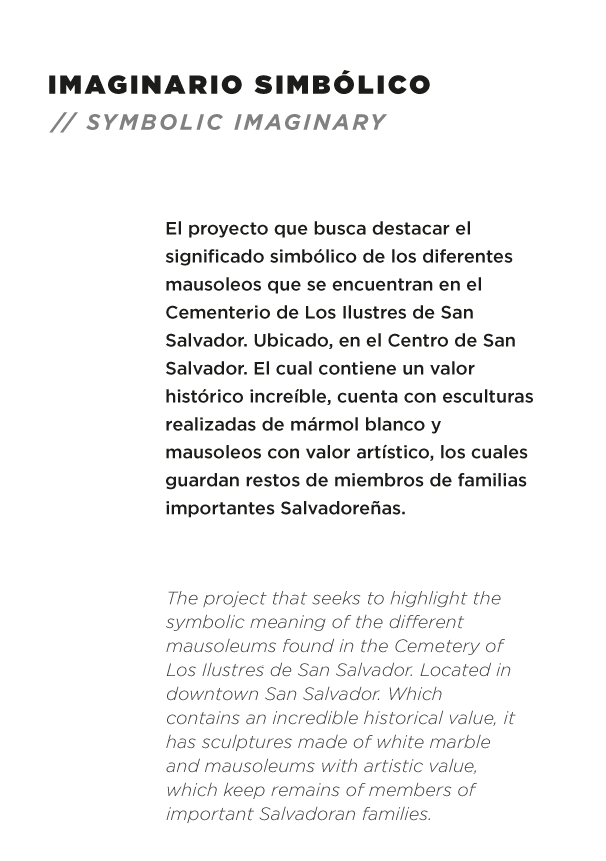 IMAGINARIO SIMBÓLICO
// SYMBOLIC IMAGINARY
El proyecto que busca destacar el
significado simbólico de los diferentes
mausoleos que se encuentran en el
Cementerio de Los Ilustres de San
Salvador. Ubicado, en el Centro de San
Salvador. El cual contiene un valor
histórico increíble, cuenta con esculturas
realizadas de mármol blanco y
mausoleos con valor artístico, los cuales
guardan restos de miembros de familias
importantes Salvadoreñas.
The project that seeks to highlight the
symbolic meaning of the different
mausoleums found in the Cemetery of
Los Ilustres de San Salvador. Located in
downtown San Salvador. Which
contains an incredible historical value, it
has sculptures made of white marble
and mausoleums with artistic value,
which keep remains of members of
important Salvadoran families.